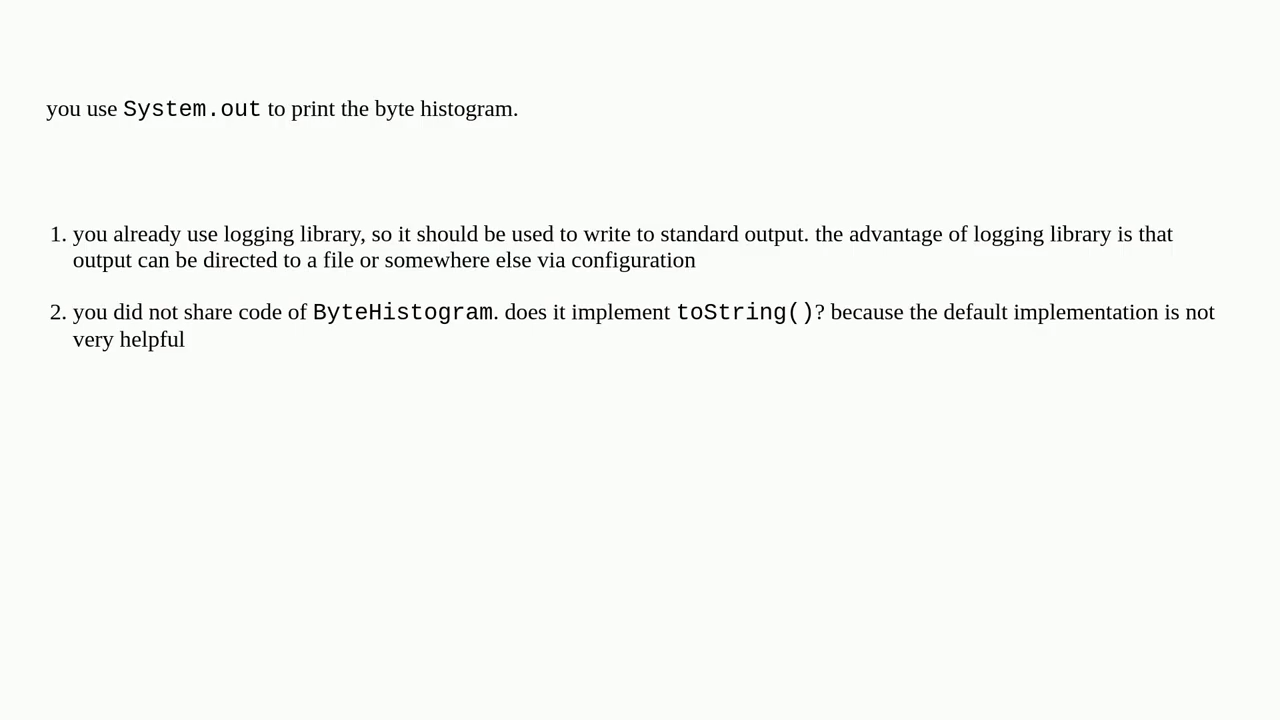 you use System.out to print the byte histogram.
1. you already use logging library, so it should be used to write to standard output. the advantage of logging library is that
output can be directed to a file or somewhere else via configuration
2. you did not share code of ByteHistogram. does it implement toString()? because the default implementation is not
very helpful